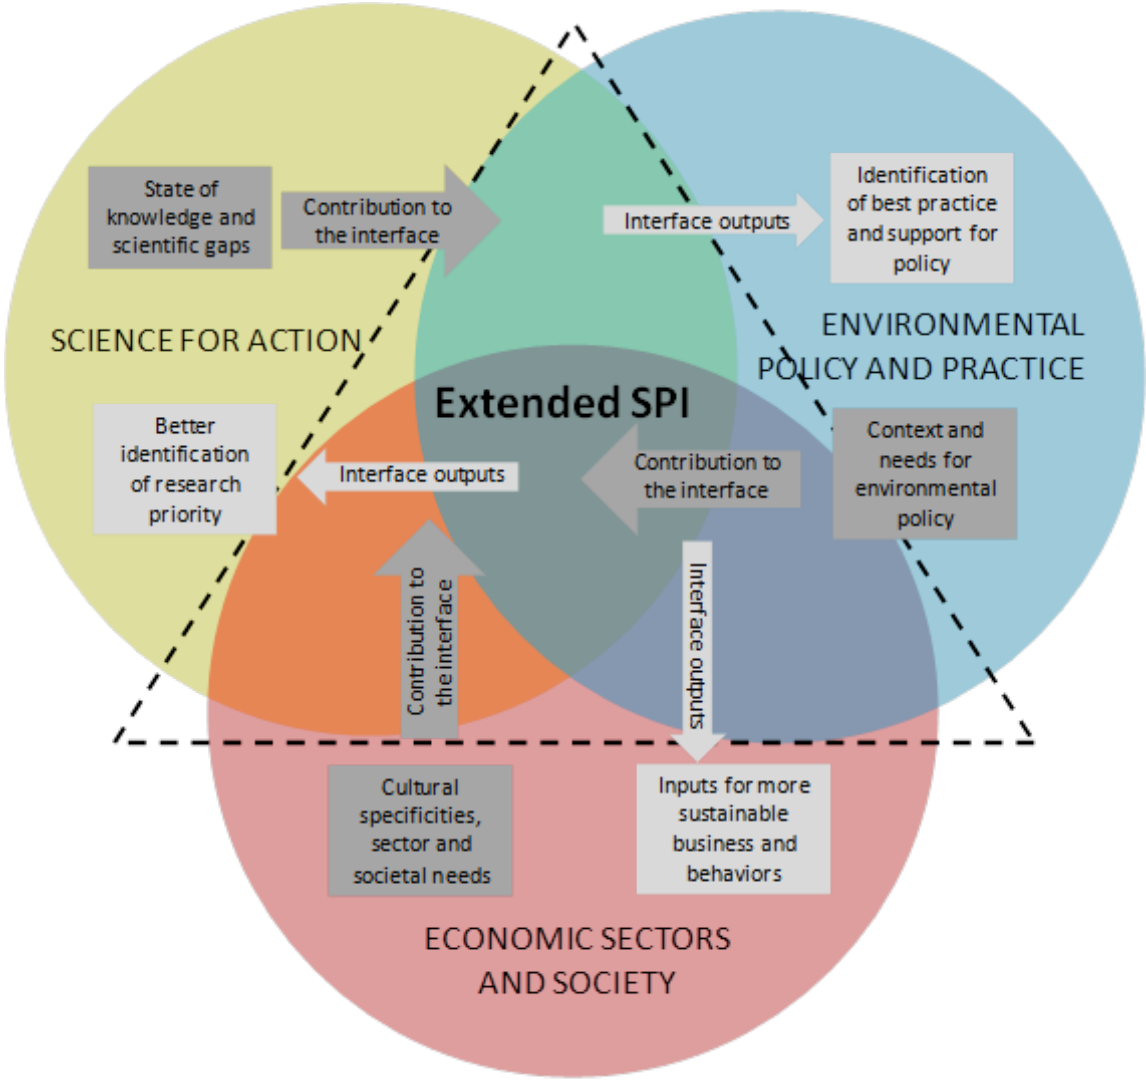 State of
knowledge and
scientific gaps
Contribution to
the interface
Interface outputs
Identification
of best practice
and support for
policy
SCIENCE FOR ACTION
ENVIRONMENTAL
POLICY AND PRACTICE
Extended SPI
Better
identification
of research
priority
Interface outputs
Contribution to
the interface
Context and
needs for
environmental
policy
Contribution to
the interface
Interface outputs
Cultural
specificities,
sector and
societal needs
Inputs for more
sustainable
business and
behaviors
ECONOMIC SECTORS
AND SOCIETY